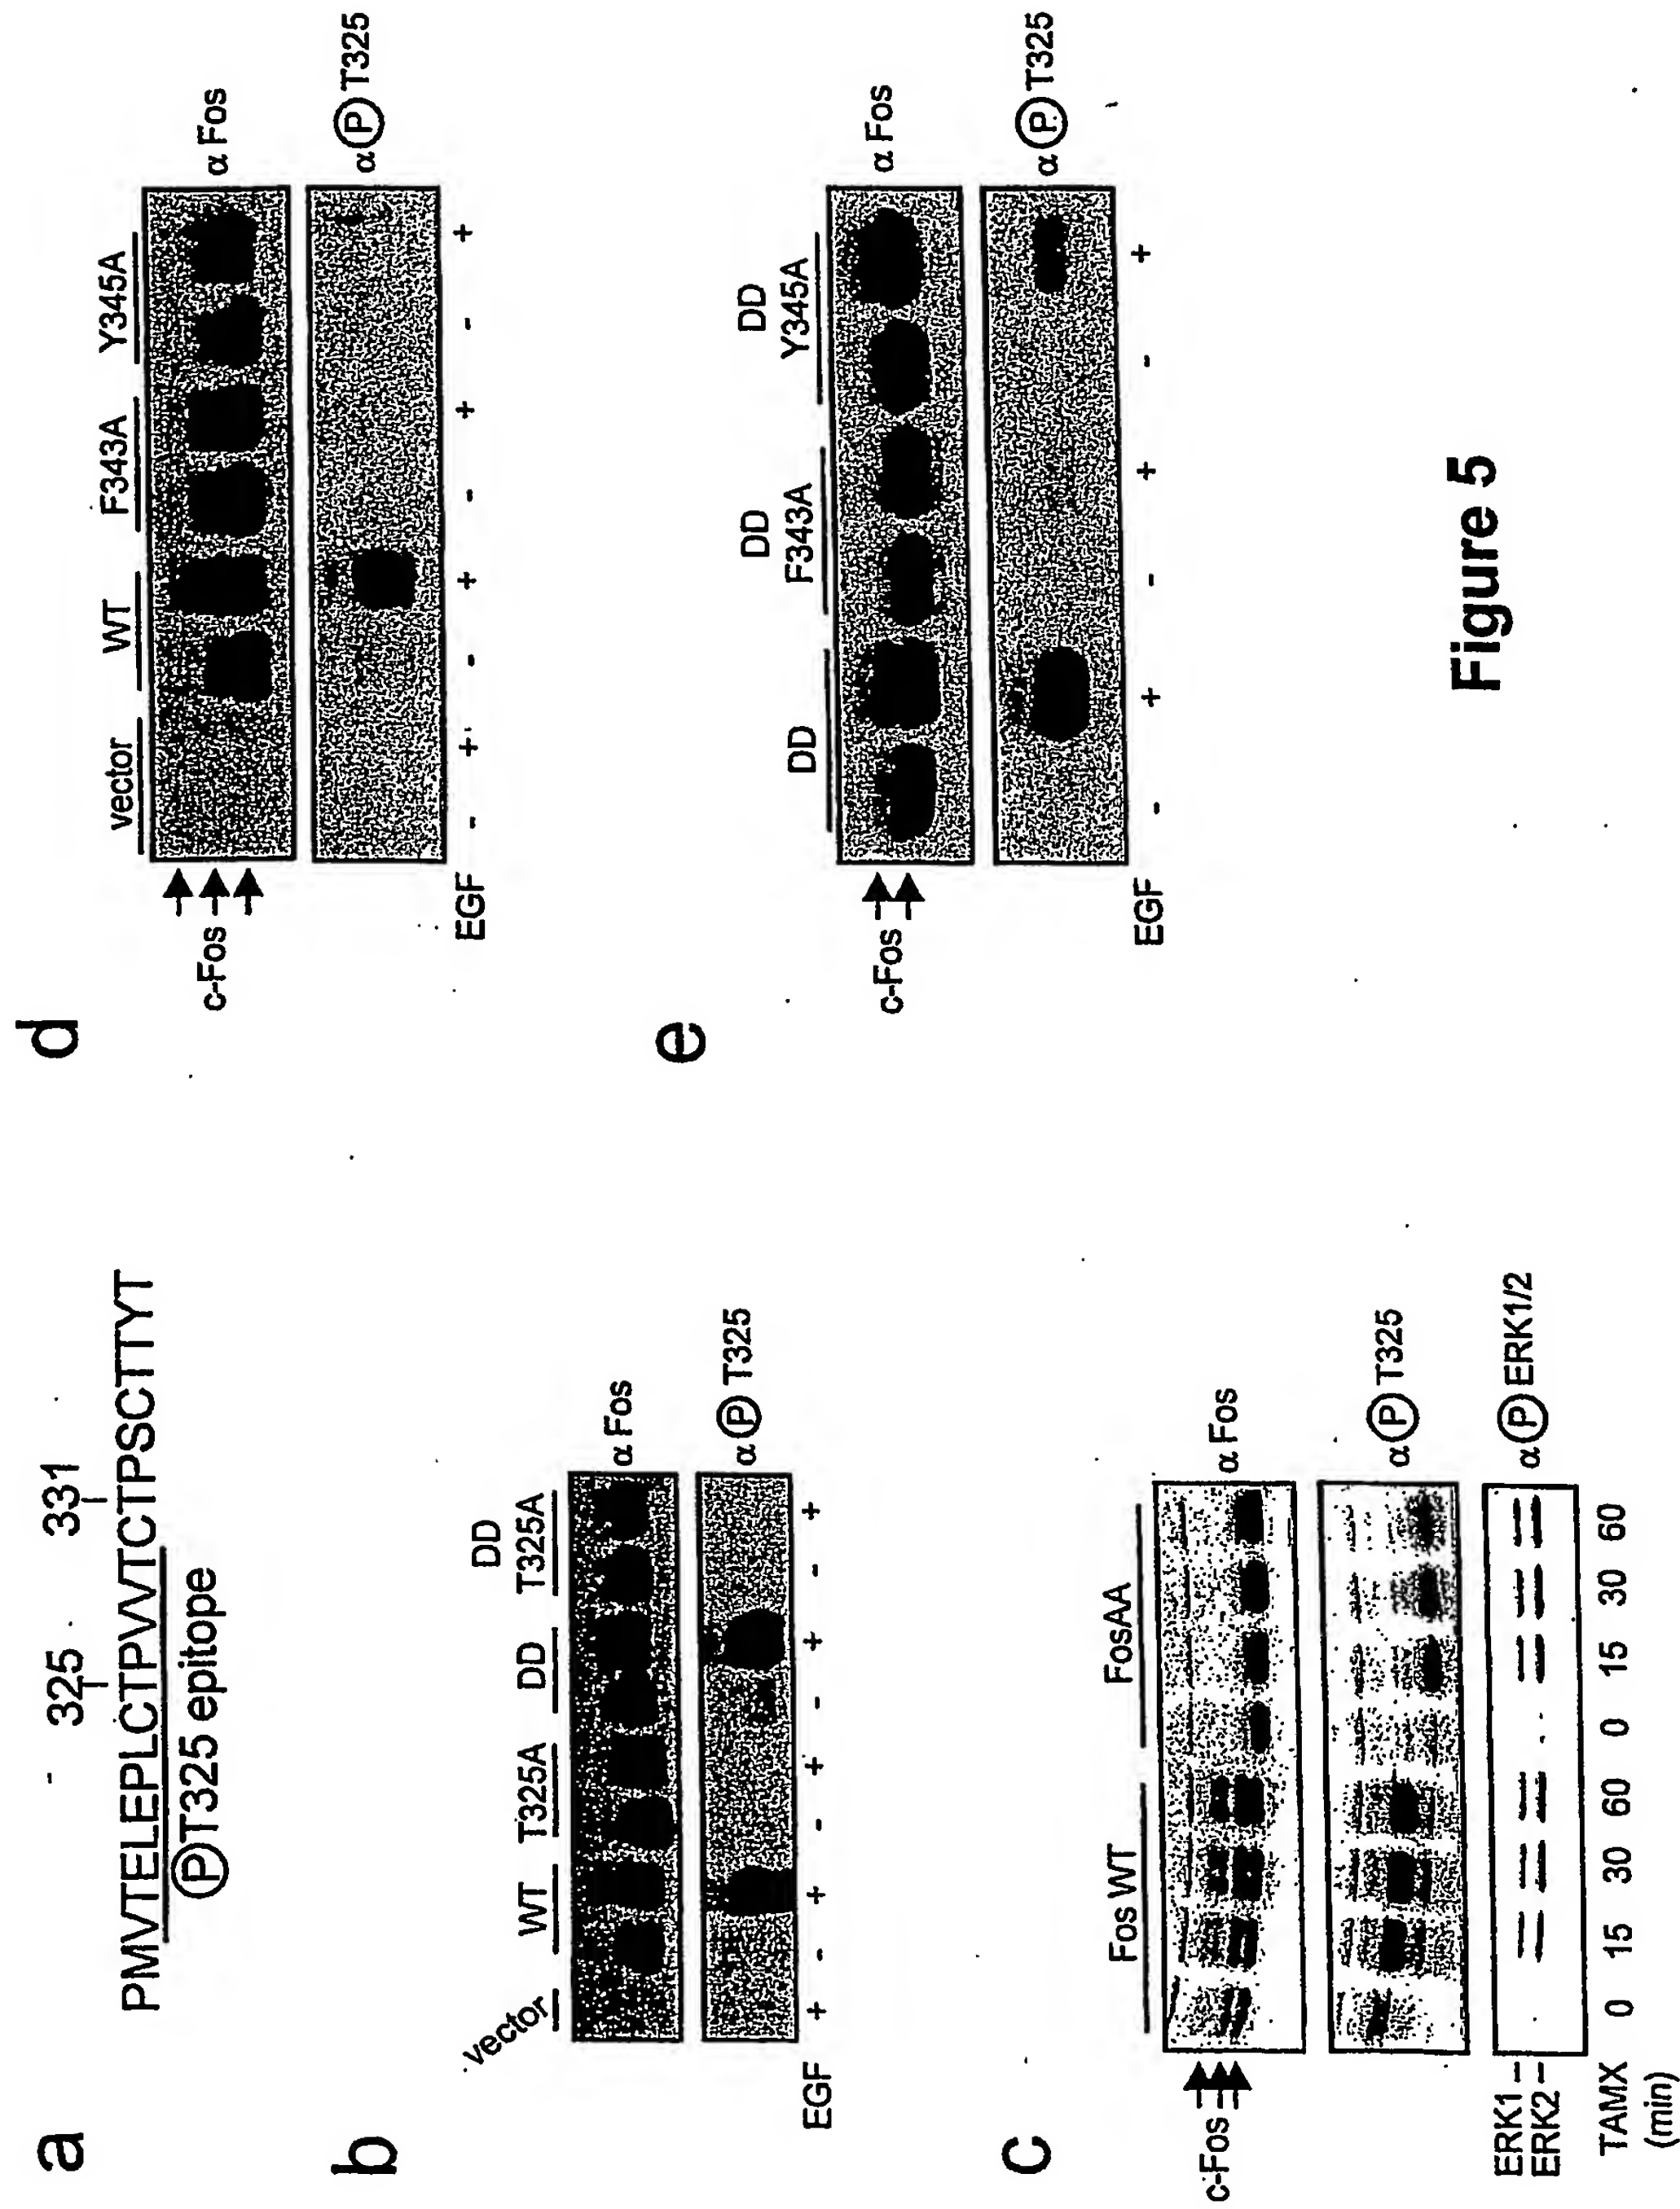 a
325 331
PMVTELEPLCTPVVTCTPSCTTYT
Ⓟ T325 epitope
b
vector WT T325A DD DD T325A
α Fos
α Ⓟ T325
EGF + - + - + - + - +
c
Fos WT FosAA
c-Fos
α Fos
α Ⓟ T325
ERK1
ERK2
α Ⓟ ERK1/2
TAMX (min) 0 15 30 60 0 15 30 60
d
vector WT F343A Y345A
c-Fos
α Fos
α Ⓟ T325
EGF - + - + - + - +
e
DD DD F343A DD Y345A
c-Fos
α Fos
α Ⓟ T325
EGF - + - + - +
Figure 5